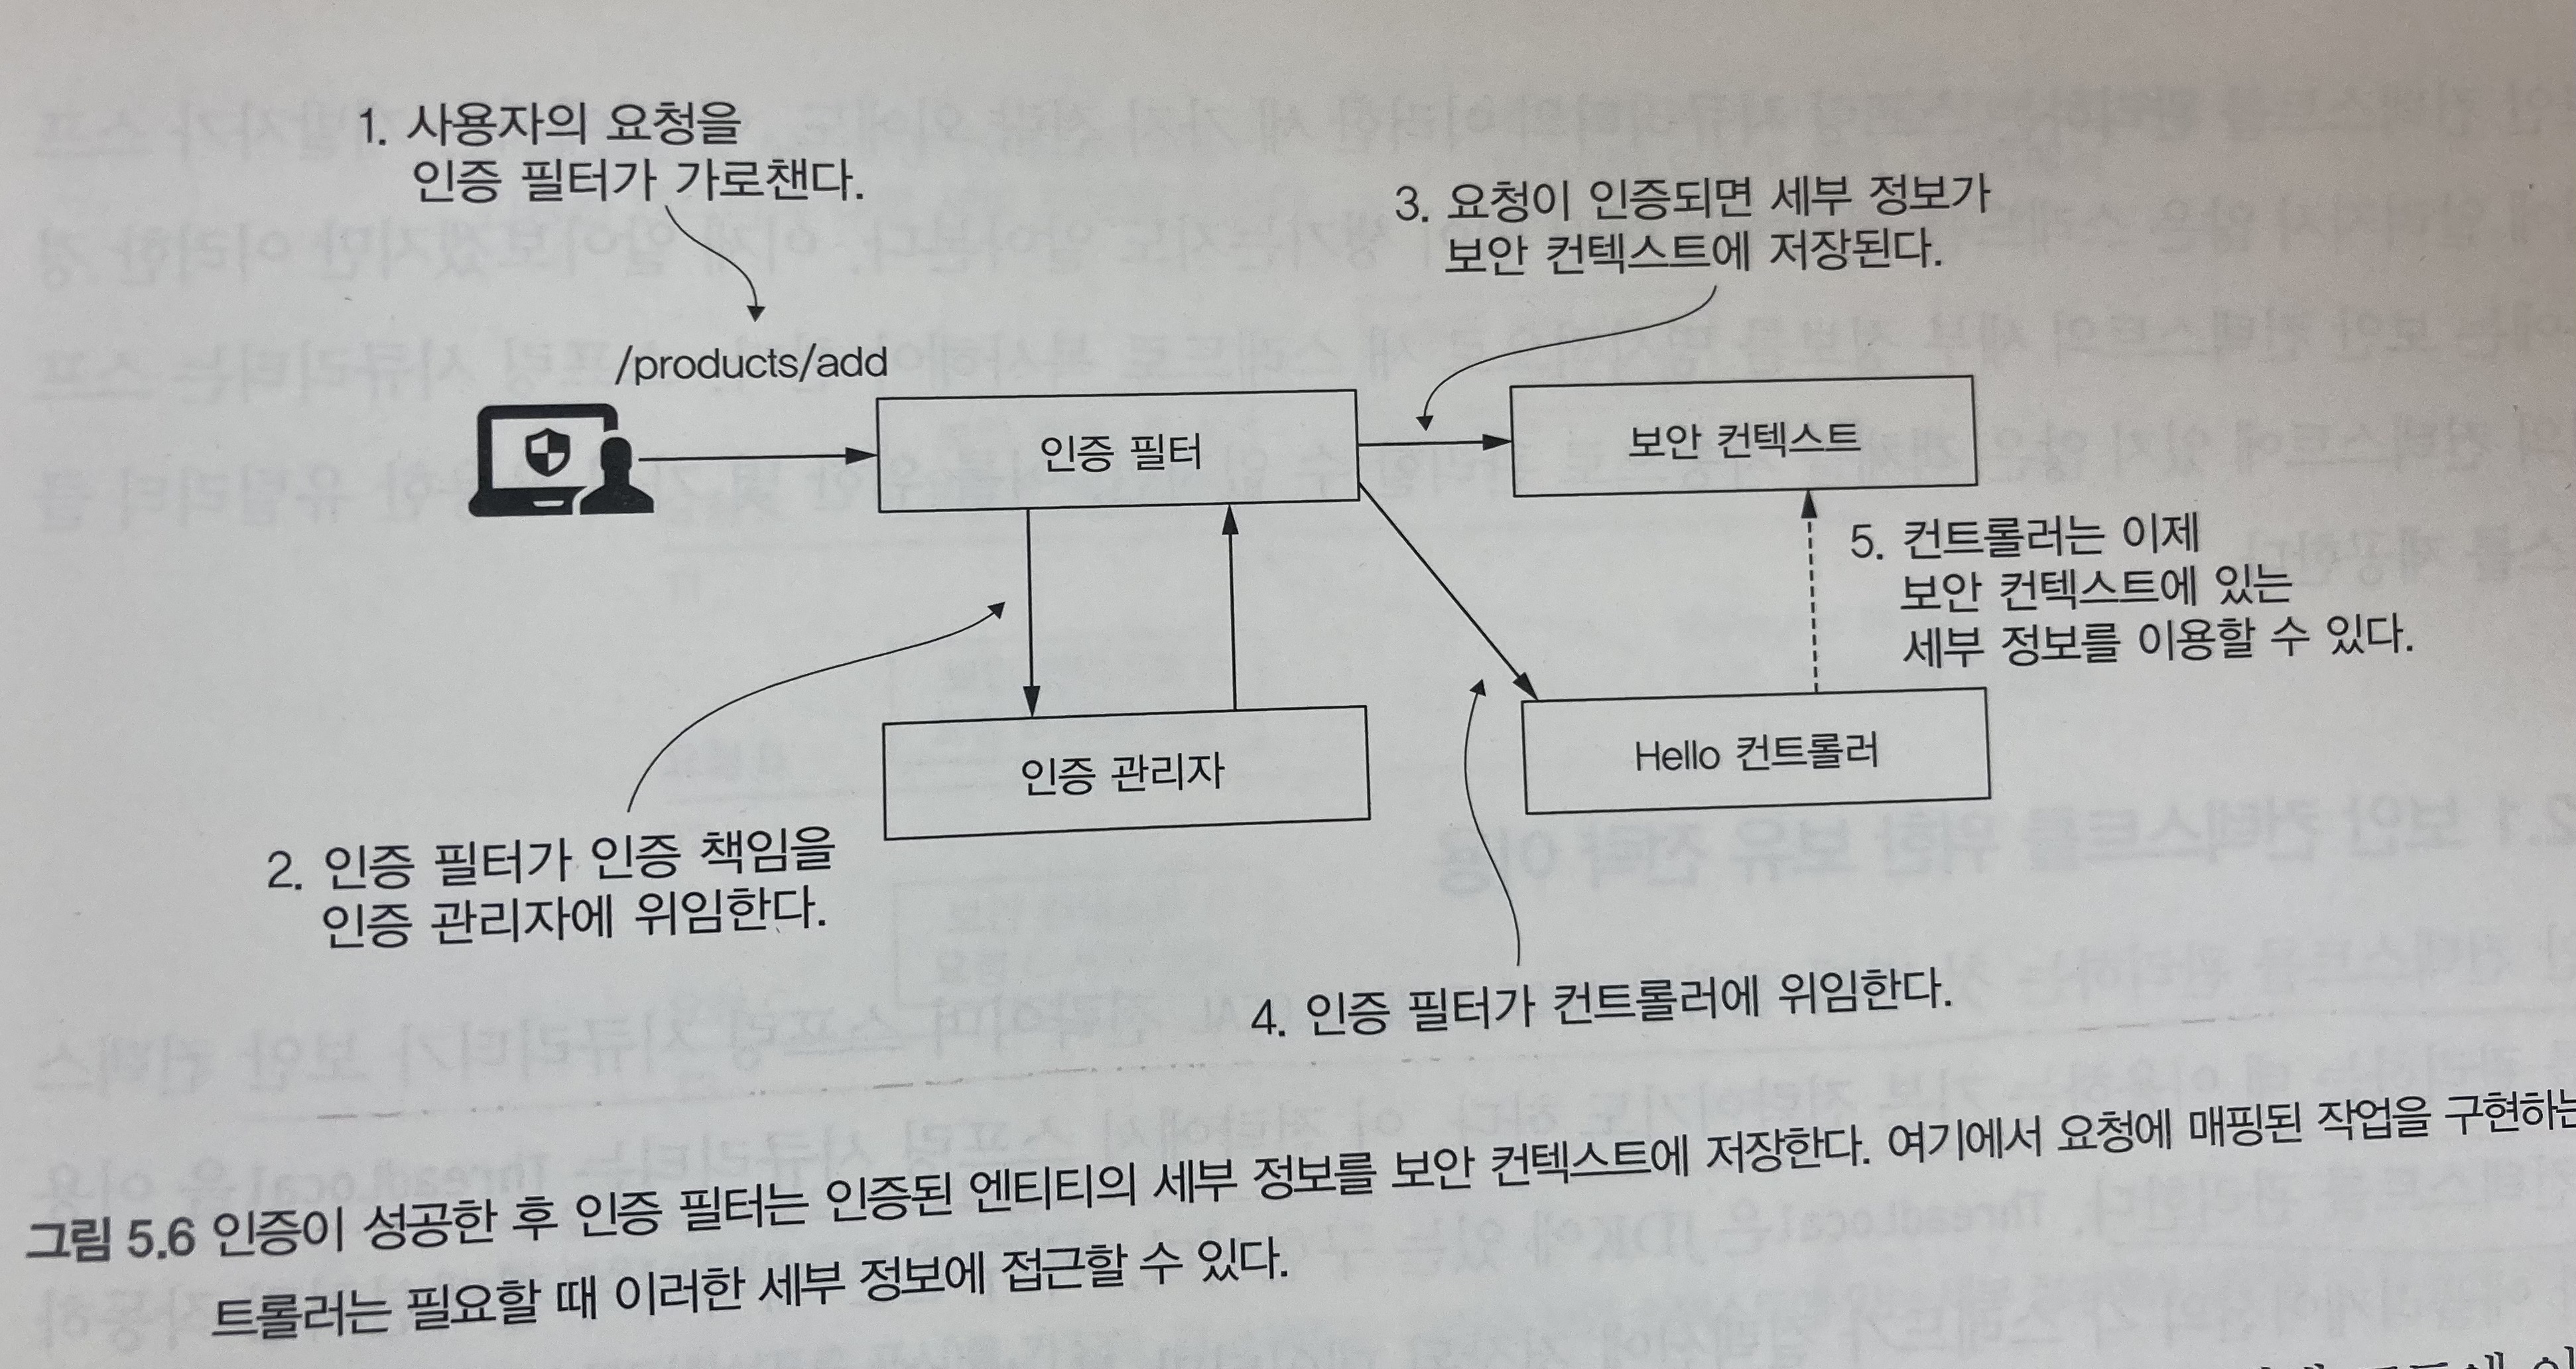 1. 사용자의 요청을
인증 필터가 가로챈다.
3. 요청이 인증되면 세부 정보가
보안 컨텍스트에 저장된다.
/products/add
인증 필터
보안 컨텍스트
5. 컨트롤러는 이제
보안 컨텍스트에 있는
세부 정보를 이용할 수 있다.
인증 관리자
Hello 컨트롤러
2. 인증 필터가 인증 책임을
인증 관리자에 위임한다.
4. 인증 필터가 컨트롤러에 위임한다.
그림 5.6 인증이 성공한 후 인증 필터는 인증된 엔티티의 세부 정보를 보안 컨텍스트에 저장한다. 여기에서 요청에 매핑된 작업을 구현하는
트롤러는 필요할 때 이러한 세부 정보에 접근할 수 있다.